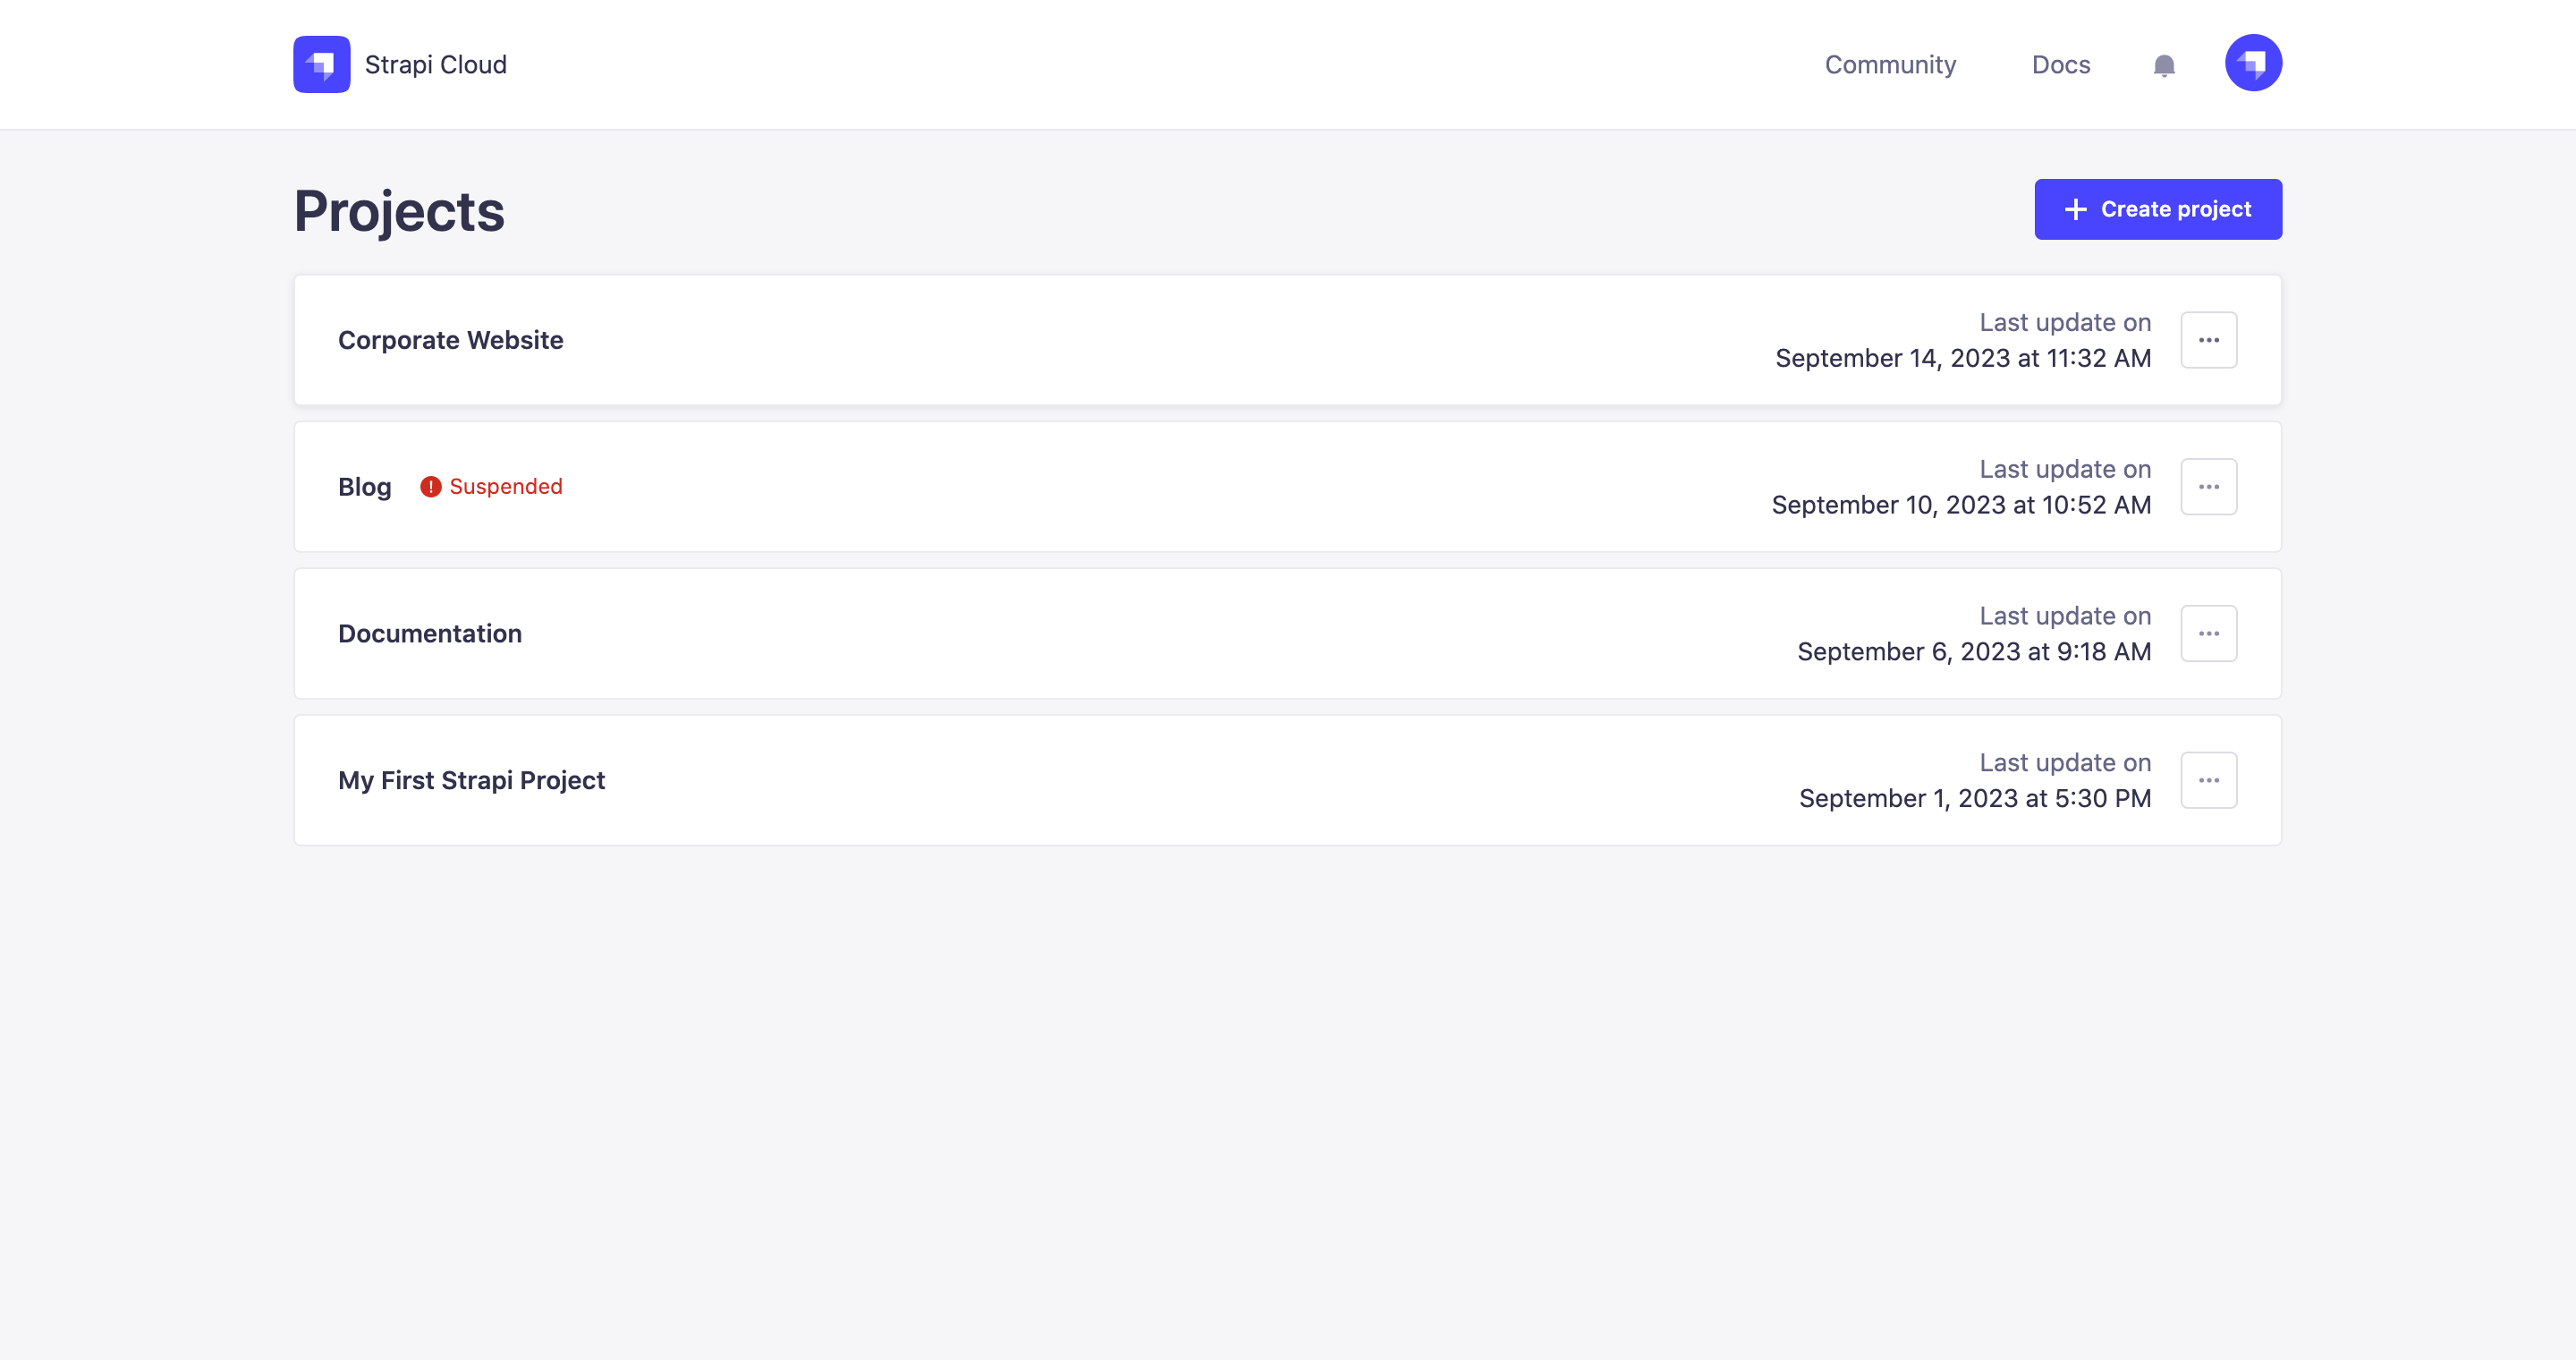 Strapi Cloud
Community
Docs
Projects
Create project
Corporate Website
Last update on
September 14, 2023 at 11:32 AM
Blog
Suspended
Last update on
September 10, 2023 at 10:52 AM
Documentation
Last update on
September 6, 2023 at 9:18 AM
My First Strapi Project
Last update on
September 1, 2023 at 5:30 PM